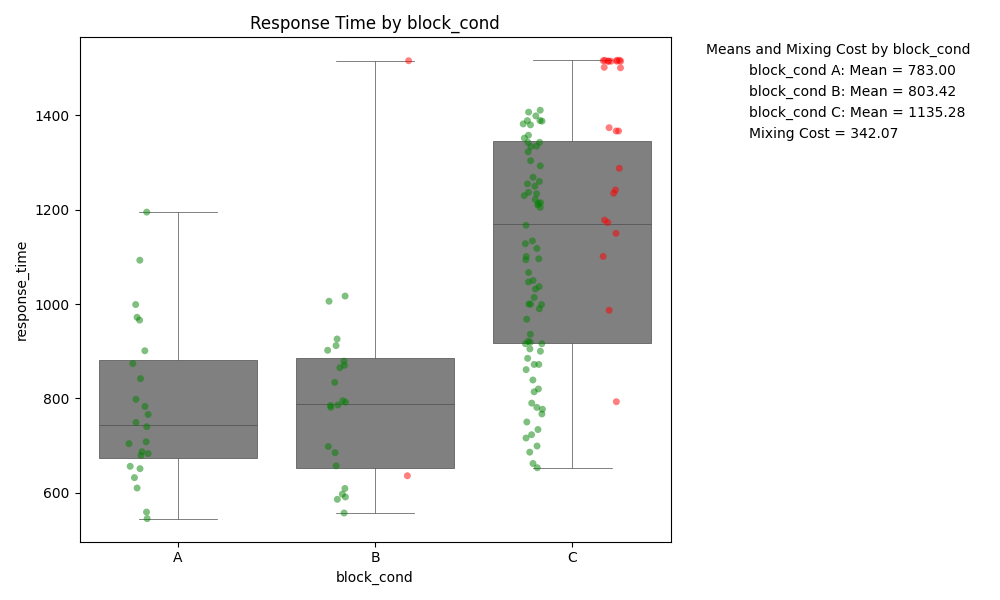 Response Time by block_cond
Means and Mixing Cost by block_cond
block_cond A: Mean = 783.00
block_cond B: Mean = 803.42
block_cond C: Mean = 1135.28
Mixing Cost = 342.07
response_time
1400
1200
1000
800
600
A
B
C
block_cond